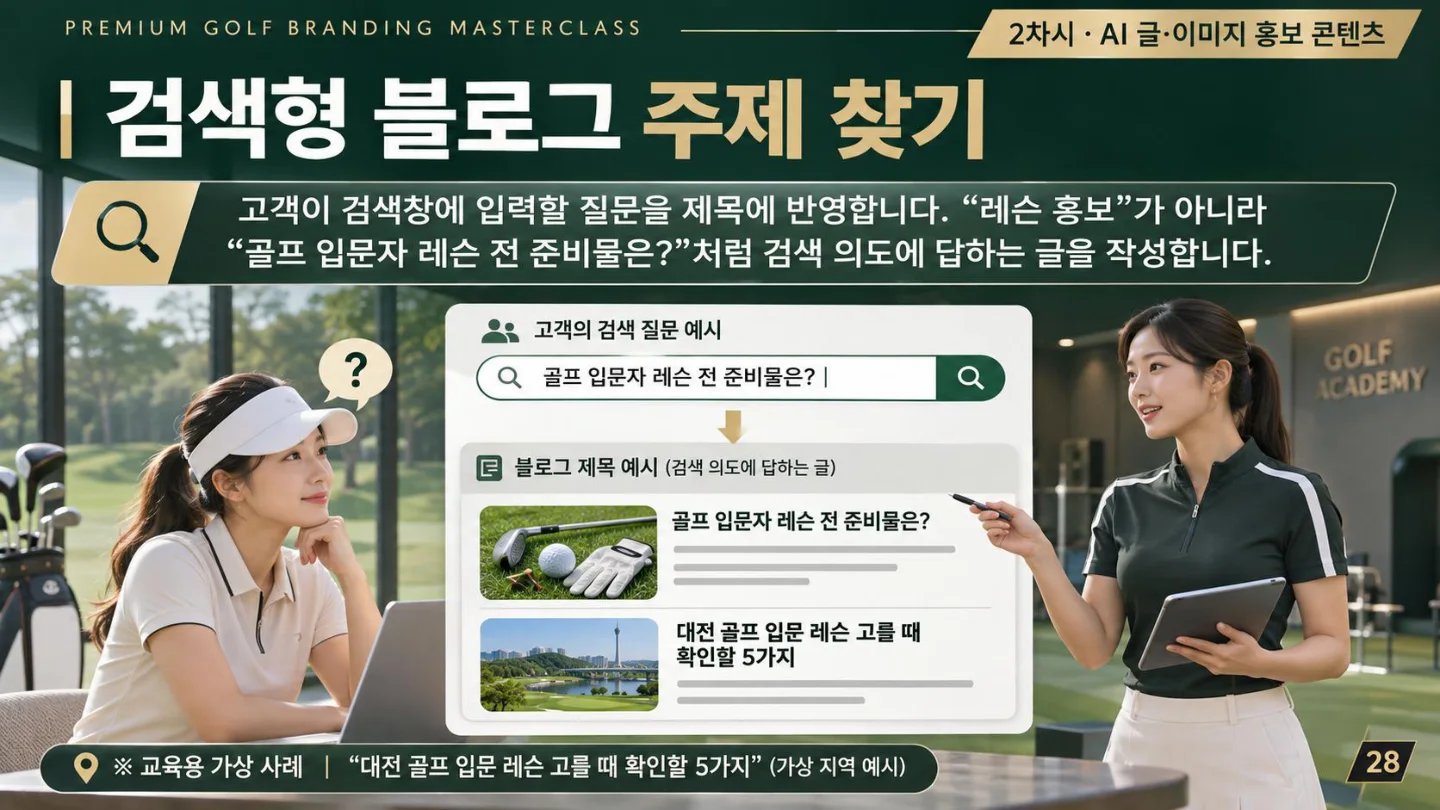 PREMIUM GOLF BRANDING MASTERCLASS
2차시 · AI 글·이미지 홍보 콘텐츠
검색형 블로그 주제 찾기
고객이 검색창에 입력할 질문을 제목에 반영합니다. “레슨 홍보”가 아니라
“골프 입문자 레슨 전 준비물은?”처럼 검색 의도에 답하는 글을 작성합니다.
?
고객의 검색 질문 예시
골프 입문자 레슨 전 준비물은? |
블로그 제목 예시 (검색 의도에 답하는 글)
골프 입문자 레슨 전 준비물은?
대전 골프 입문 레슨 고를 때
확인할 5가지
GOLF
ACADEMY
※ 교육용 가상 사례 | “대전 골프 입문 레슨 고를 때 확인할 5가지” (가상 지역 예시)
28